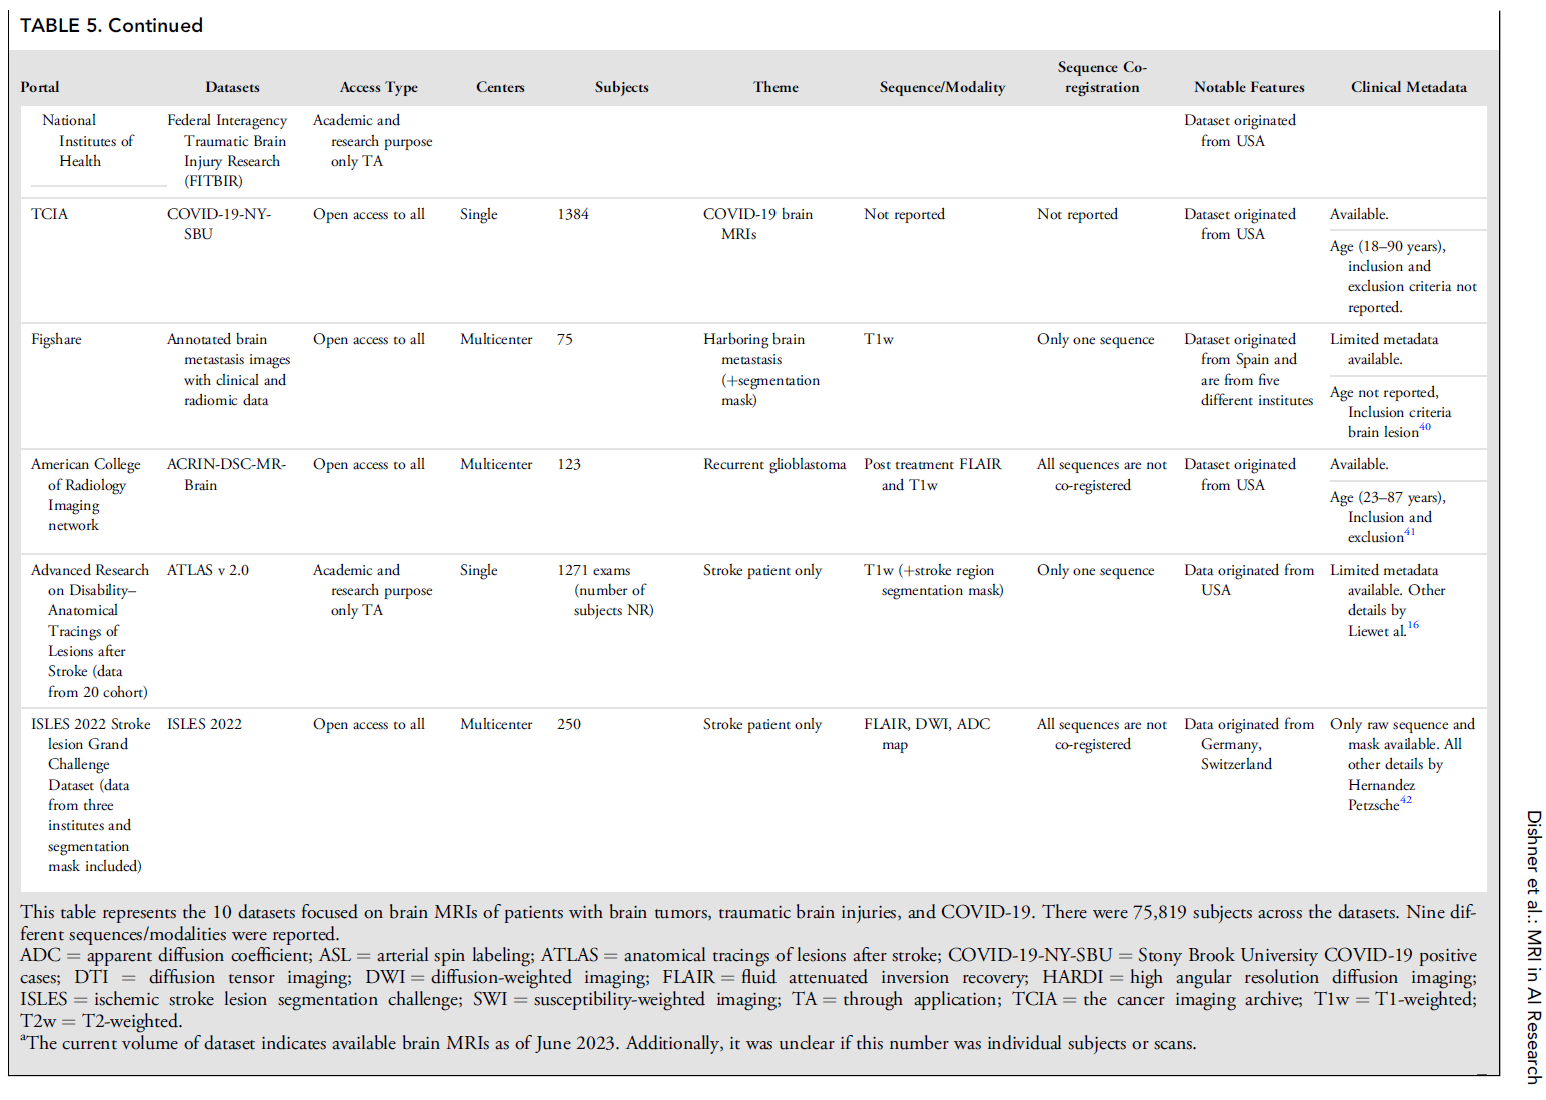 TABLE 5. Continued
Portal Datasets Access Type Centers Subjects Theme Sequence/Modality Sequence Co-registration Notable Features Clinical Metadata
National
Institutes of
Health
Federal Interagency
Traumatic Brain
Injury Research
(FITBIR)
Academic and
research purpose
only TA
Dataset originated
from USA
TCIA
COVID-19-NY-
SBU
Open access to all
Single
1384
COVID-19 brain
MRIs
Not reported
Not reported
Dataset originated
from USA
Available.
Age (18–90 years),
inclusion and
exclusion criteria not
reported.
Figshare
Annotated brain
metastasis images
with clinical and
radiomic data
Open access to all
Multicenter
75
Harboring brain
metastasis
(+segmentation
mask)
T1w
Only one sequence
Dataset originated
from Spain and
are from five
different institutes
Limited metadata
available.
Age not reported,
Inclusion criteria
brain lesion40
American College
of Radiology
Imaging
network
ACRIN-DSC-MR-
Brain
Open access to all
Multicenter
123
Recurrent glioblastoma
Post treatment FLAIR
and T1w
All sequences are not
co-registered
Dataset originated
from USA
Available.
Age (23–87 years),
Inclusion and
exclusion41
Advanced Research
on Disability–
Anatomical
Tracings of
Lesions after
Stroke (data
from 20 cohort)
ATLAS v 2.0
Academic and
research purpose
only TA
Single
1271 exams
(number of
subjects NR)
Stroke patient only
T1w (+stroke region
segmentation mask)
Only one sequence
Data originated from
USA
Limited metadata
available. Other
details by
Liewet al.16
ISLES 2022 Stroke
lesion Grand
Challenge
Dataset (data
from three
institutes and
segmentation
mask included)
ISLES 2022
Open access to all
Multicenter
250
Stroke patient only
FLAIR, DWI, ADC
map
All sequences are not
co-registered
Data originated from
Germany,
Switzerland
Only raw sequence and
mask available. All
other details by
Hernandez
Petzsche42
This table represents the 10 datasets focused on brain MRIs of patients with brain tumors, traumatic brain injuries, and COVID-19. There were 75,819 subjects across the datasets. Nine dif-
ferent sequences/modalities were reported.
ADC = apparent diffusion coefficient; ASL = arterial spin labeling; ATLAS = anatomical tracings of lesions after stroke; COVID-19-NY-SBU = Stony Brook University COVID-19 positive
cases; DTI = diffusion tensor imaging; DWI = diffusion-weighted imaging; FLAIR = fluid attenuated inversion recovery; HARDI = high angular resolution diffusion imaging;
ISLES = ischemic stroke lesion segmentation challenge; SWI = susceptibility-weighted imaging; TA = through application; TCIA = the cancer imaging archive; T1w = T1-weighted;
T2w = T2-weighted.
aThe current volume of dataset indicates available brain MRIs as of June 2023. Additionally, it was unclear if this number was individual subjects or scans.
Dishner et al.: MRI in AI Research